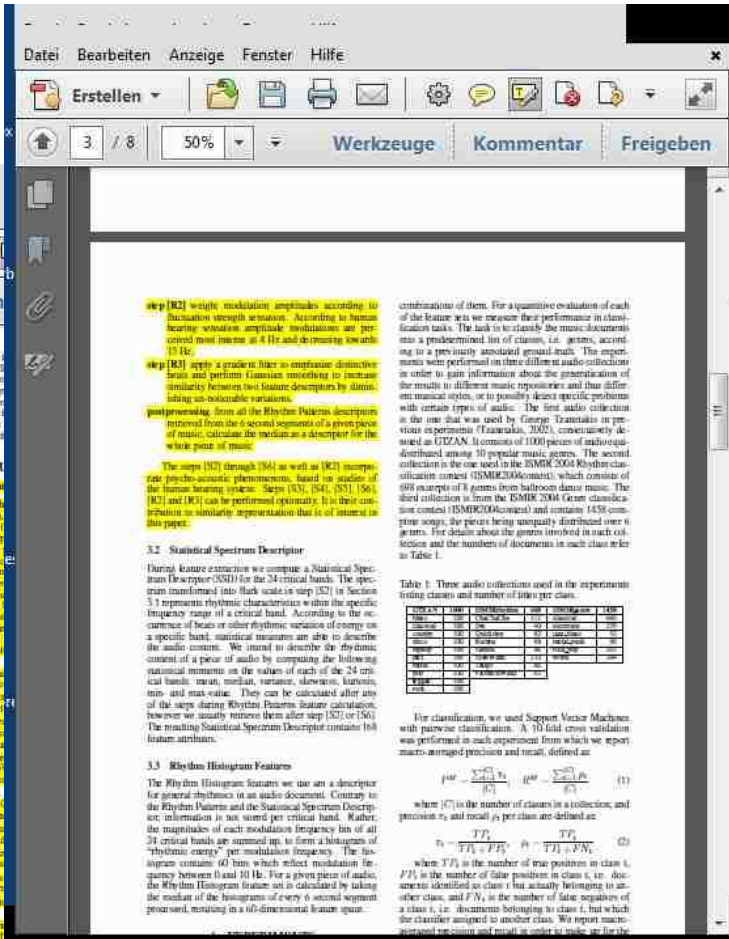 Datei Bearbeiten Anzeige Fenster Hilfe
Erstellen
3 / 8
50%
Werkzeuge Kommentar Freigeben
step [R2] weight modulation amplitudes according to
fluctuation strength sensation. According to human
hearing sensation amplitude modulations are per-
ceived most intense at 4 Hz and decreasing towards
15 Hz.
step [R3] apply a gradient filter to emphasize distinctive
beats and perform Gaussian smoothing to increase
similarity between two feature descriptors by dimin-
ishing un-noticeable variations.
postprocessing from all the Rhythm Patterns descriptors
retrieved from the 6 second segments of a given piece
of music, calculate the median as a descriptor for the
whole piece of music.
The steps [S2] through [S6] as well as [R2] incorpo-
rate psycho-acoustic phenomenons, based on studies of
the human hearing system. Steps [S3], [S4], [S5], [S6],
[R2] and [R3] can be performed optionally. It is their con-
tribution to similarity representation that is of interest in
this paper.
3.2 Statistical Spectrum Descriptor
During feature extraction we compute a Statistical Spec-
trum Descriptor (SSD) for the 24 critical bands. The spec-
trum transformed into Bark scale in step [S2] in Section
3.1 represents rhythmic characteristics within the specific
frequency range of a critical band. According to the oc-
currence of beats or other rhythmic variation of energy on
a specific band, statistical measures are able to describe
the audio content. We intend to describe the rhythmic
content of a piece of audio by computing the following
statistical moments on the values of each of the 24 crit-
ical bands: mean, median, variance, skewness, kurtosis,
min- and max-value. They can be calculated after any
of the steps during Rhythm Patterns feature calculation,
however we usually retrieve them after step [S2] or [S6].
The resulting Statistical Spectrum Descriptor contains 168
feature attributes.
3.3 Rhythm Histogram Features
The Rhythm Histogram features we use are a descriptor
for general rhythmics in an audio document. Contrary to
the Rhythm Patterns and the Statistical Spectrum Descrip-
tor, information is not stored per critical band. Rather,
the magnitudes of each modulation frequency bin of all
24 critical bands are summed up, to form a histogram of
"rhythmic energy" per modulation frequency. The his-
togram contains 60 bins which reflect modulation fre-
quency between 0 and 10 Hz. For a given piece of audio,
the Rhythm Histogram feature set is calculated by taking
the median of the histograms of every 6 second segment
processed, resulting in a 60-dimensional feature space.
combinations of them. For a quantitative evaluation of each
of the feature sets we measure their performance in classi-
fication tasks. The task is to classify the music documents
into a predetermined list of classes, i.e. genres, accord-
ing to a previously annotated ground-truth. The experi-
ments were performed on three different audio collections
in order to gain information about the generalization of
the results to different music repositories and thus differ-
ent musical styles, or to possibly detect specific problems
with certain types of audio. The first audio collection
is the one that was used by George Tzanetakis in pre-
vious experiments (Tzanetakis, 2002), consecutively de-
noted as GTZAN. It consists of 1000 pieces of audio equi-
distributed among 10 popular music genres. The second
collection is the one used in the ISMIR 2004 Rhythm clas-
sification contest (ISMIR2004contest), which consists of
698 excerpts of 8 genres from ballroom dance music. The
third collection is from the ISMIR 2004 Genre classifica-
tion contest (ISMIR2004contest) and contains 1458 com-
plete songs, the pieces being unequally distributed over 6
genres. For details about the genres involved in each col-
lection and the numbers of documents in each class refer
to Table 1.
Table 1: Three audio collections used in the experiments
listing classes and number of titles per class.
GTZAN 1000 ISMIRrhythm 698 ISMIRgenre 1458
For classification, we used Support Vector Machines
with pairwise classification. A 10-fold cross validation
was performed in each experiment from which we report
macro-averaged precision and recall, defined as:
(1)
where |C| is the number of classes in a collection, and
precision and recall per class are defined as:
(2)
where TP is the number of true positives in class i,
FP is the number of false positives in class i, i.e. doc-
uments identified as class i but actually belonging to an-
other class, and FN is the number of false negatives of
a class i, i.e. documents belonging to class i, but which
the classifier assigned to another class. We report macro-
averaged precision and recall in order to make up for the